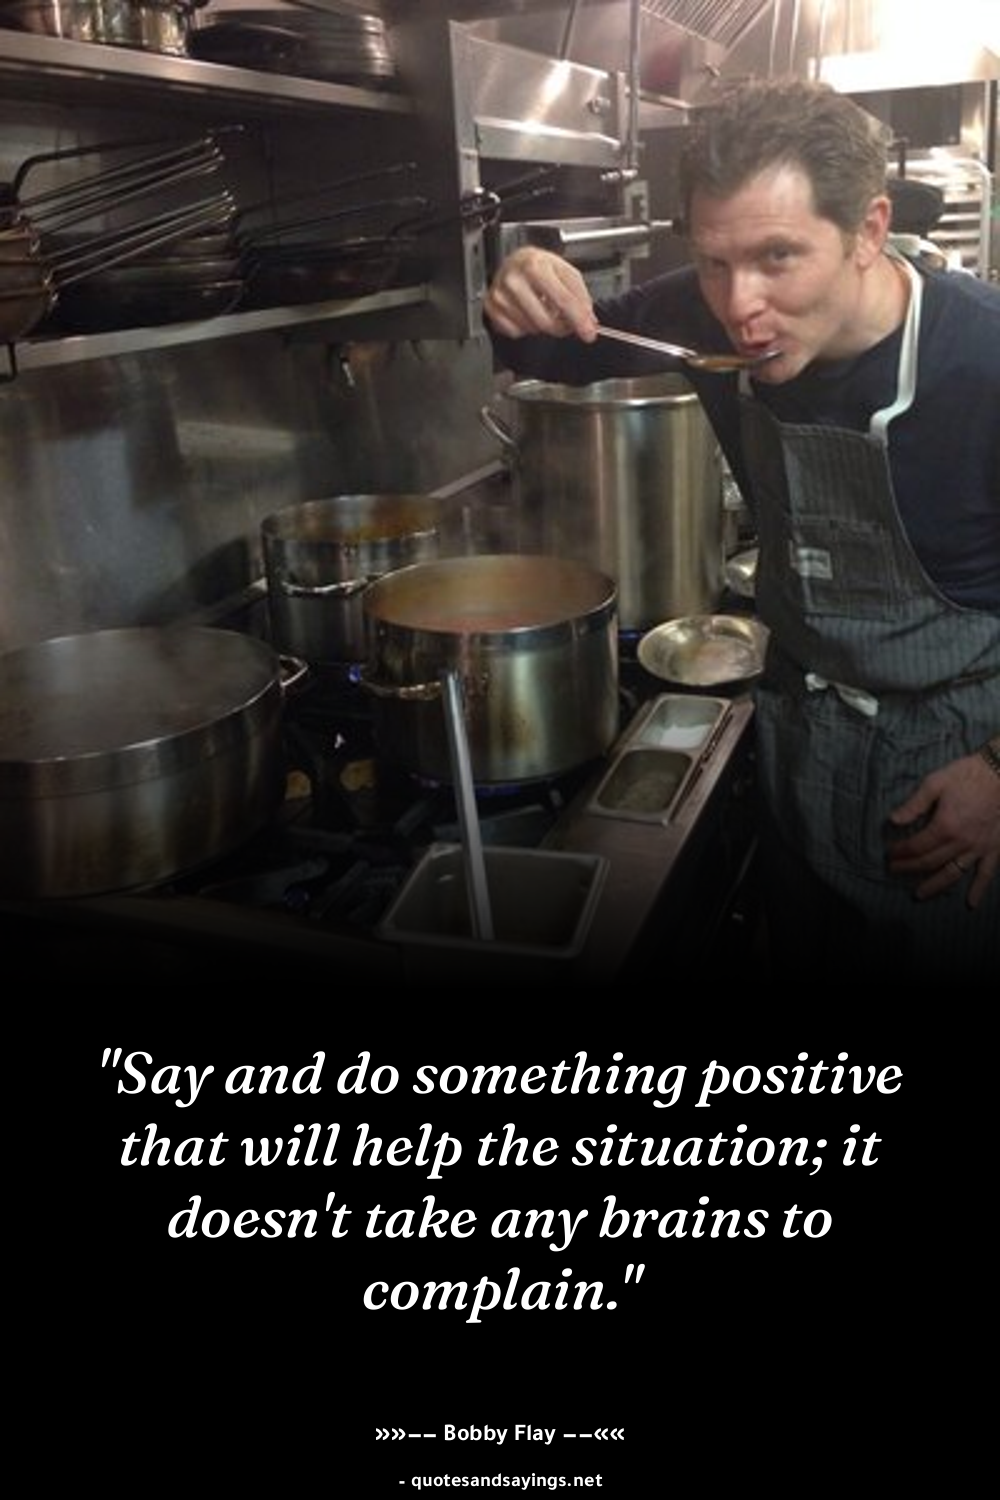 "Say and do something positive
that will help the situation; it
doesn't take any brains to
complain."
»»–– Bobby Flay ––««
- quotesandsayings.net